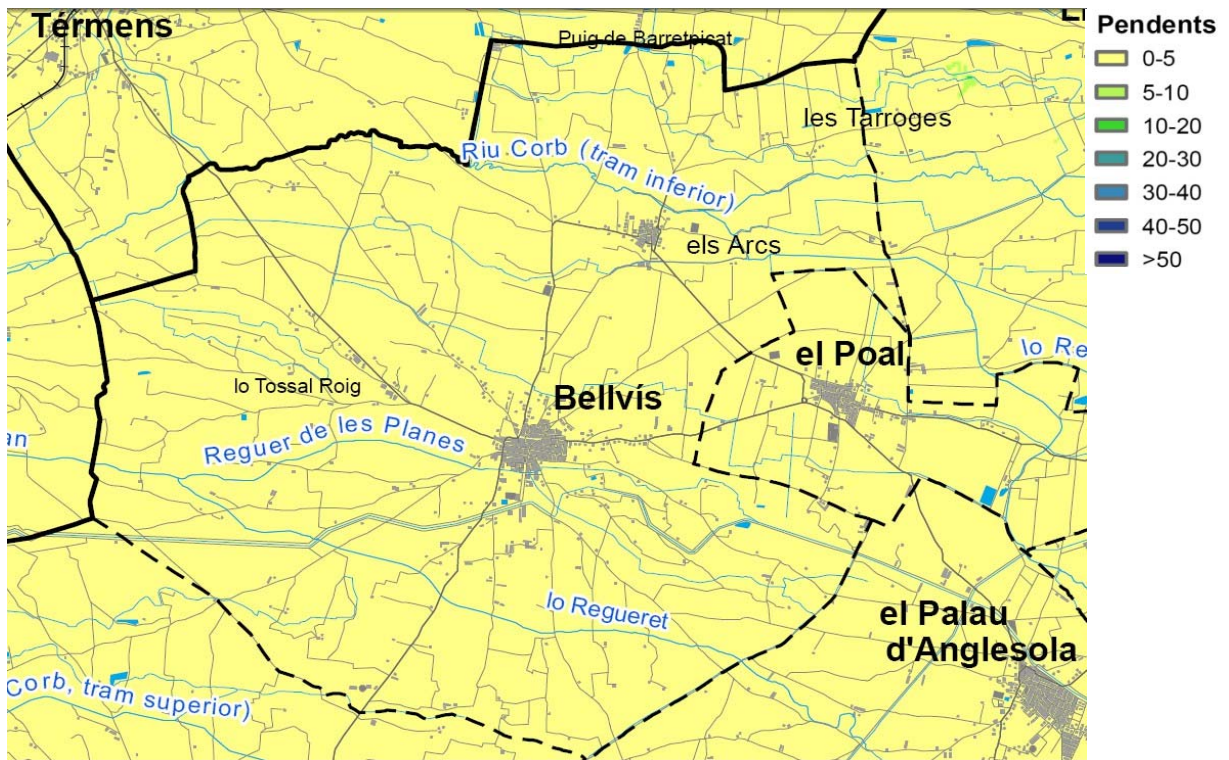 Térmens
Puig de Barretpicat
les Tarroges
Riu Corb (tram inferior)
els Arcs
el Poal
lo Re
lo Tossal Roig
Bellvís
Reguer de les Planes
an
lo Regueret
el Palau
d'Anglesola
Corb, tram superior)
Pendents
0-5
5-10
10-20
20-30
30-40
40-50
>50